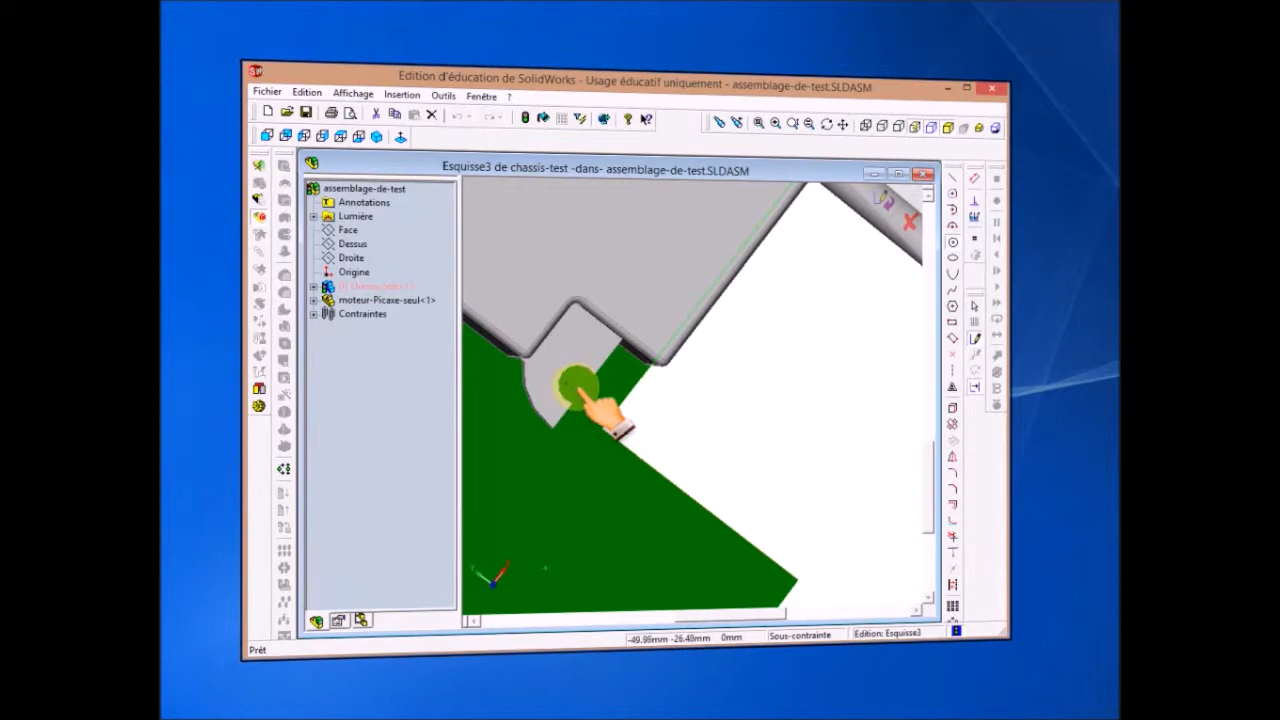 Edition d'éducation de SolidWorks - Usage éducatif uniquement - assemblage-de-test.SLDASM
Fichier Edition Affichage Insertion Outils Fenêtre ?
Esquisse3 de chassis-test -dans- assemblage-de-test.SLDASM
assemblage-de-test
Annotations
Lumière
Face
Dessus
Droite
Origine
moteur-Picaxe-seul<1>
Contraintes
-49.99mm -26.48mm 0mm Sous-contrainte Edition: Esquisse3
Prêt